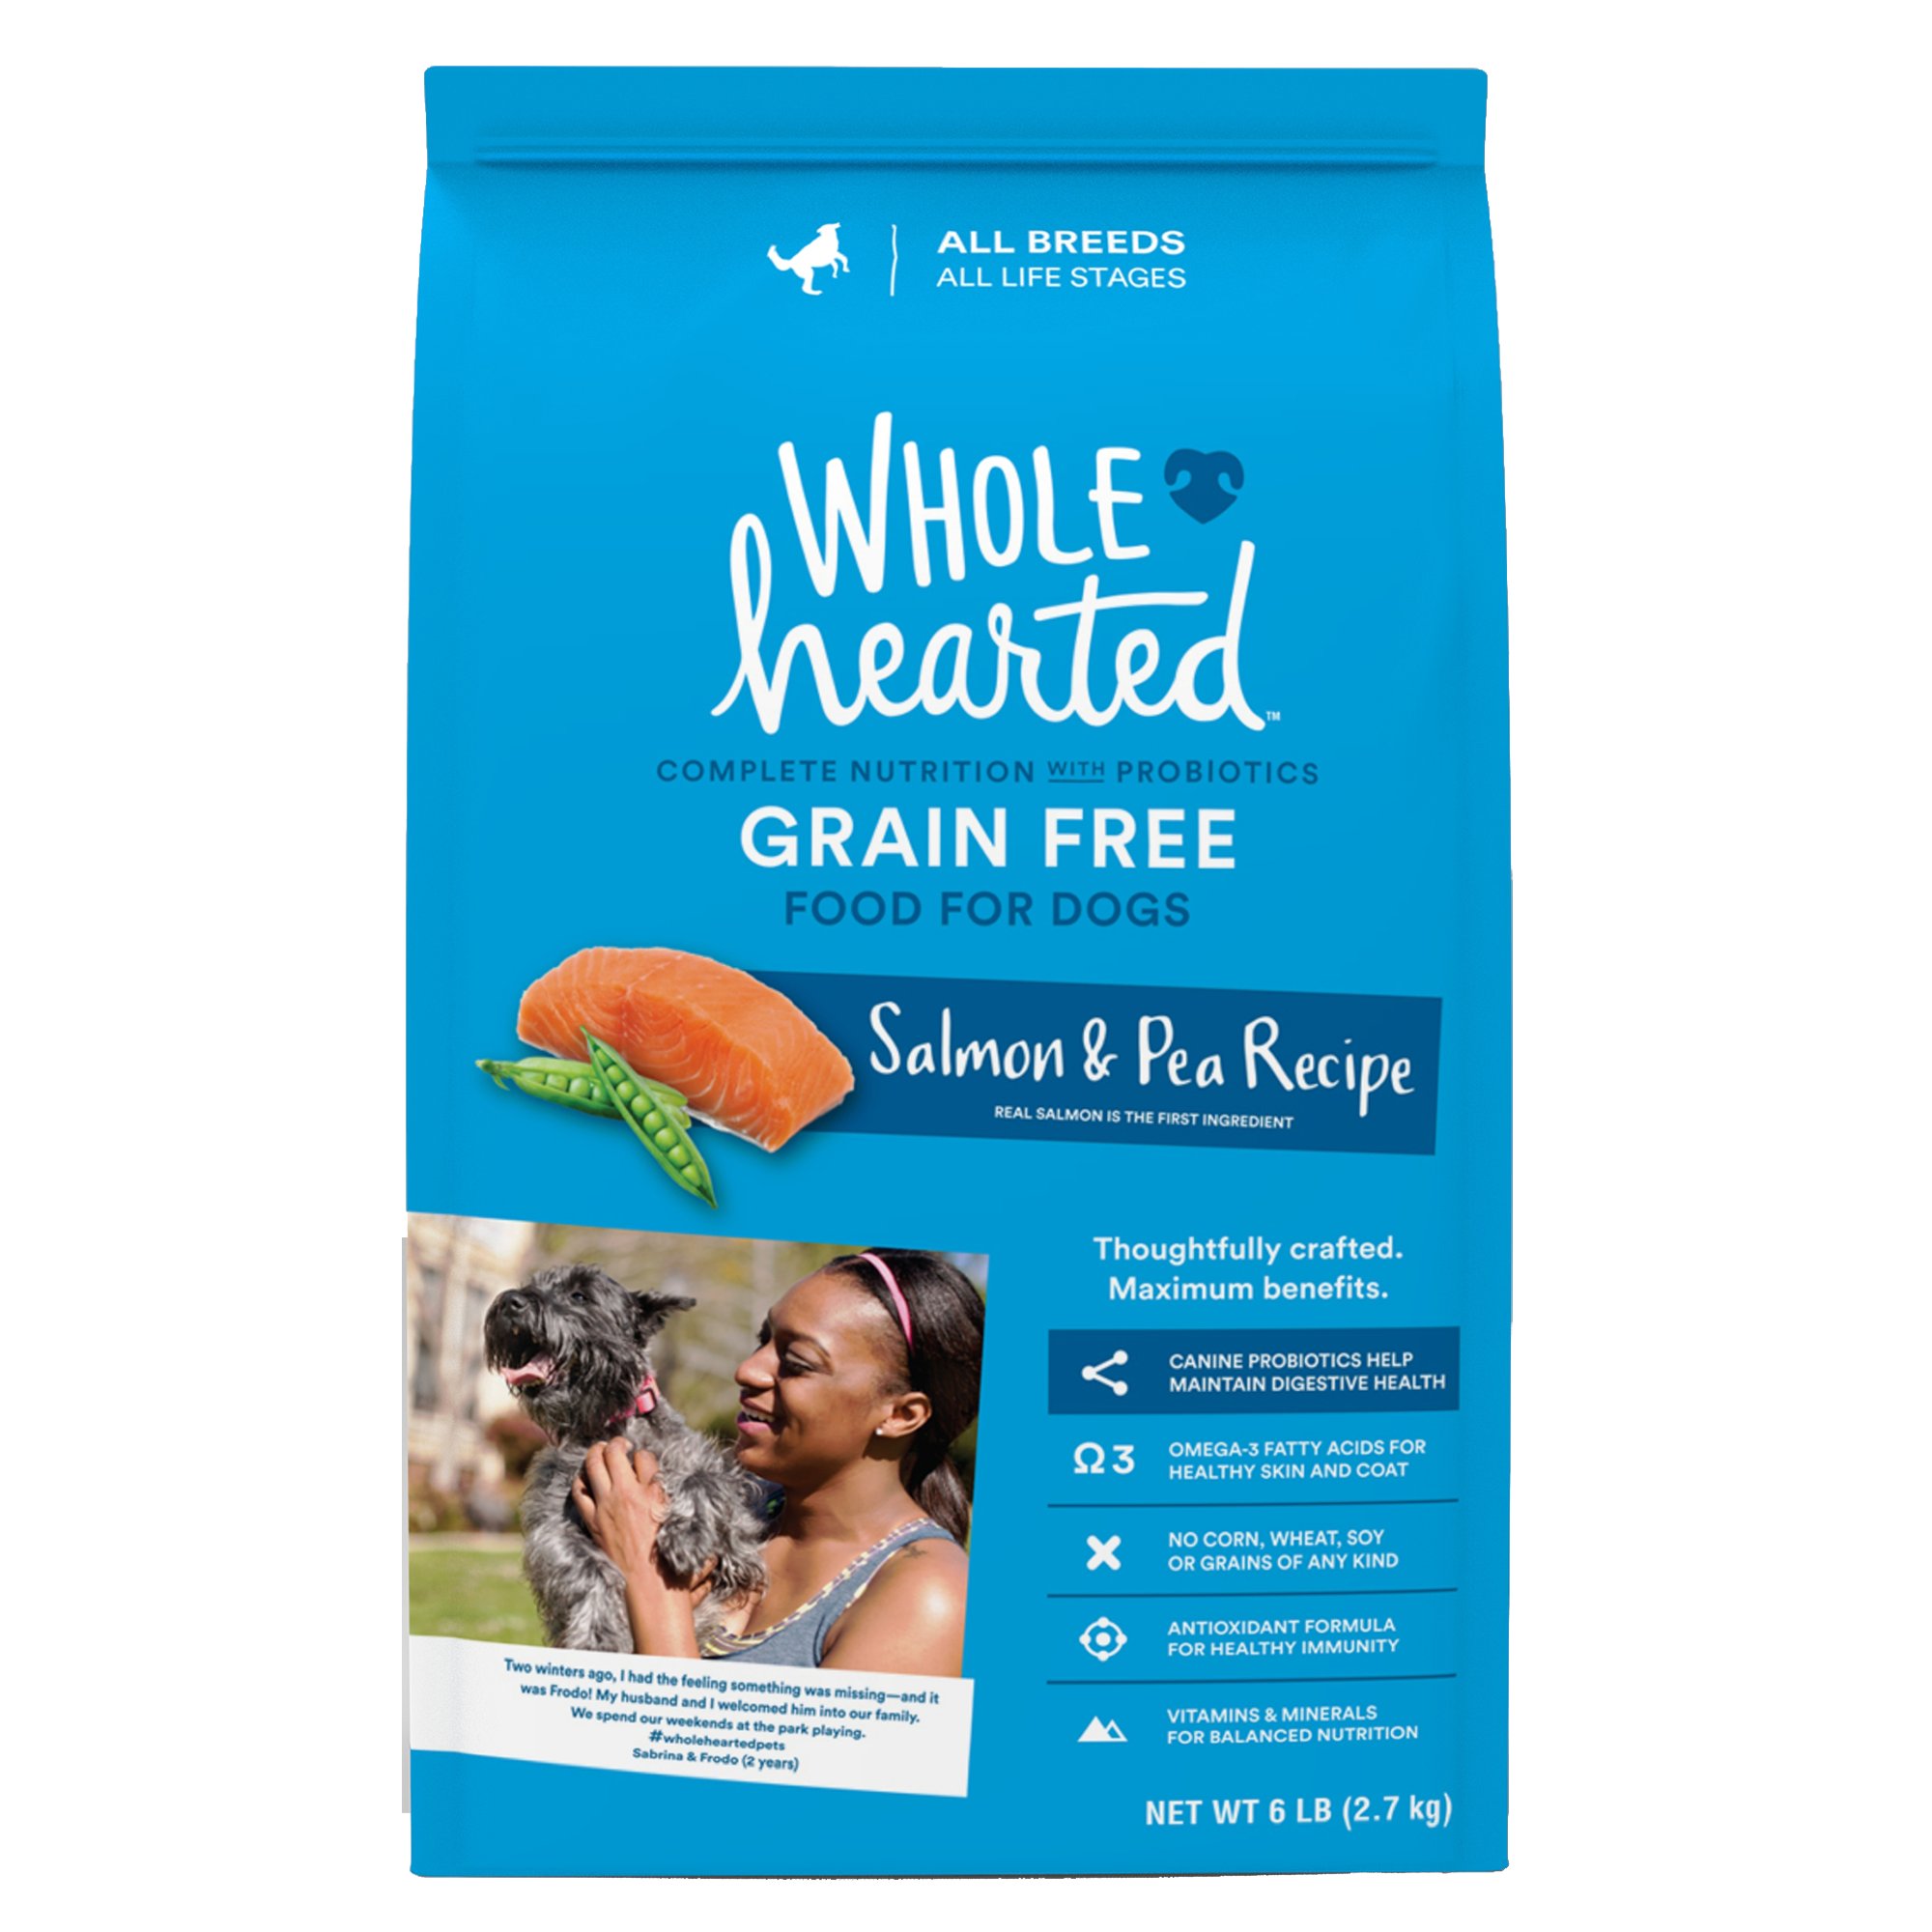 ALL BREEDS
ALL LIFE STAGES
WHOLE
hearted™
COMPLETE NUTRITION WITH PROBIOTICS
GRAIN FREE
FOOD FOR DOGS
Salmon & Pea Recipe
REAL SALMON IS THE FIRST INGREDIENT
Thoughtfully crafted.
Maximum benefits.
CANINE PROBIOTICS HELP
MAINTAIN DIGESTIVE HEALTH
Ω3
OMEGA-3 FATTY ACIDS FOR
HEALTHY SKIN AND COAT
NO CORN, WHEAT, SOY
OR GRAINS OF ANY KIND
ANTIOXIDANT FORMULA
FOR HEALTHY IMMUNITY
VITAMINS & MINERALS
FOR BALANCED NUTRITION
Two winters ago, I had the feeling something was missing—and it
was Frodo! My husband and I welcomed him into our family.
We spend our weekends at the park playing.
#wholeheartedpets
Sabrina & Frodo (2 years)
NET WT 6 LB (2.7 kg)